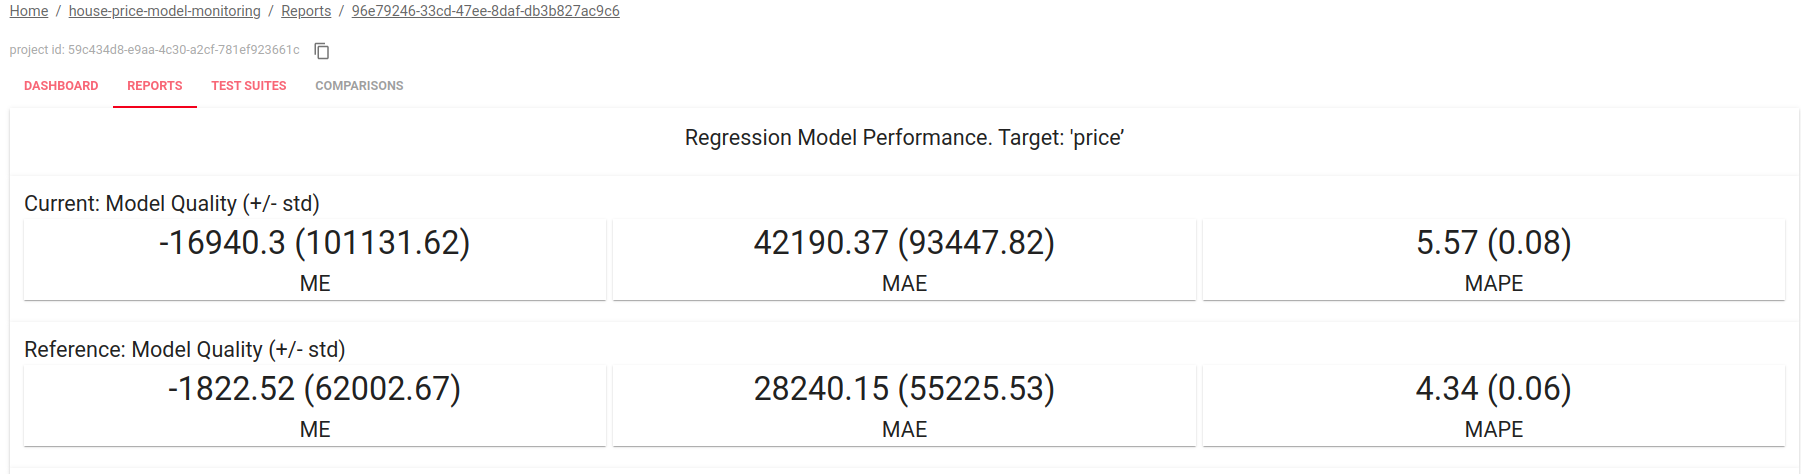 Home / house-price-model-monitoring / Reports / 96e79246-33cd-47ee-8daf-db3b827ac9c6
project id: 59c434d8-e9aa-4c30-a2cf-781ef923661c
DASHBOARD REPORTS TEST SUITES COMPARISONS
Regression Model Performance. Target: 'price’
Current: Model Quality (+/- std)
-16940.3 (101131.62) 42190.37 (93447.82) 5.57 (0.08)
ME MAE MAPE
Reference: Model Quality (+/- std)
-1822.52 (62002.67) 28240.15 (55225.53) 4.34 (0.06)
ME MAE MAPE